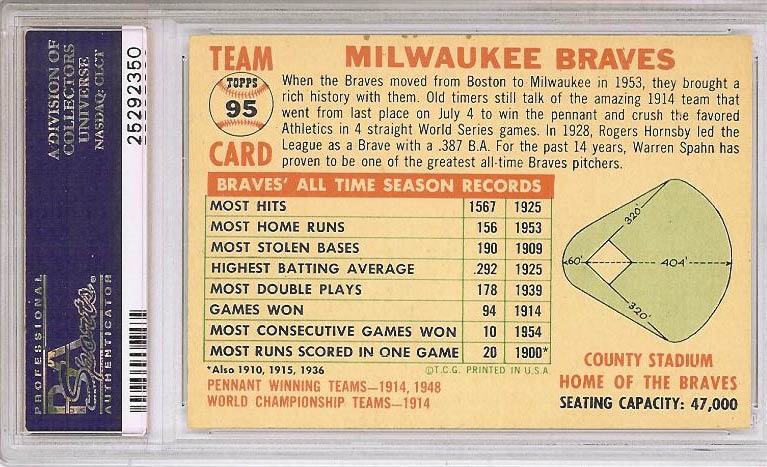 A DIVISION OF
COLLECTORS
UNIVERSE
NASDAQ: CLCT
25292350
PROFESSIONAL
PSA
Sports
AUTHENTICATOR
TEAM
TOPPS
95
CARD
MILWAUKEE BRAVES
When the Braves moved from Boston to Milwaukee in 1953, they brought a
rich history with them. Old timers still talk of the amazing 1914 team that
went from last place on July 4 to win the pennant and crush the favored
Athletics in 4 straight World Series games. In 1928, Rogers Hornsby led the
League as a Brave with a .387 B.A. For the past 14 years, Warren Spahn has
proven to be one of the greatest all-time Braves pitchers.
BRAVES' ALL TIME SEASON RECORDS
MOST HITS 1567 1925
MOST HOME RUNS 156 1953
MOST STOLEN BASES 190 1909
HIGHEST BATTING AVERAGE .292 1925
MOST DOUBLE PLAYS 178 1939
GAMES WON 94 1914
MOST CONSECUTIVE GAMES WON 10 1954
MOST RUNS SCORED IN ONE GAME 20 1900*
*Also 1910, 1915, 1936
©T.C.G. PRINTED IN U.S.A.
PENNANT WINNING TEAMS—1914, 1948
WORLD CHAMPIONSHIP TEAMS—1914
320'
60'
404'
320'
COUNTY STADIUM
HOME OF THE BRAVES
SEATING CAPACITY: 47,000